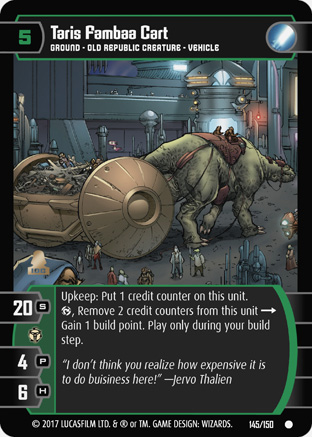 5
Taris Fambaa Cart
GROUND - OLD REPUBLIC CREATURE - VEHICLE
20 S
4 P
6 H
Upkeep: Put 1 credit counter on this unit.
, Remove 2 credit counters from this unit →
Gain 1 build point. Play only during your build
step.
“I don’t think you realize how expensive it is
to do buisiness here!” —Jervo Thalien
© 2017 LUCASFILM LTD. & ® or TM. GAME DESIGN: WIZARDS. 145/150